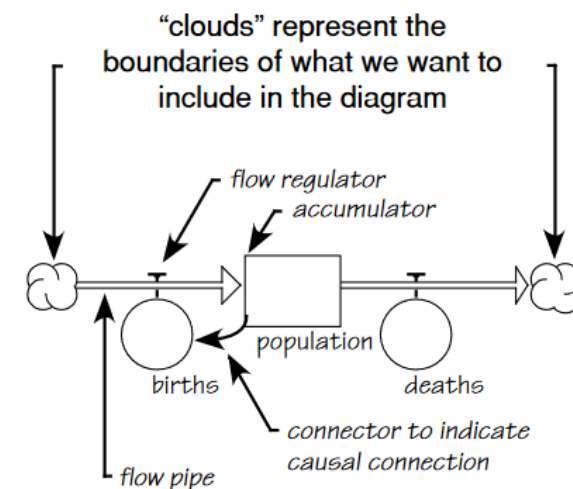 “clouds” represent the
boundaries of what we want to
include in the diagram
flow regulator
accumulator
population
births
deaths
connector to indicate
causal connection
flow pipe